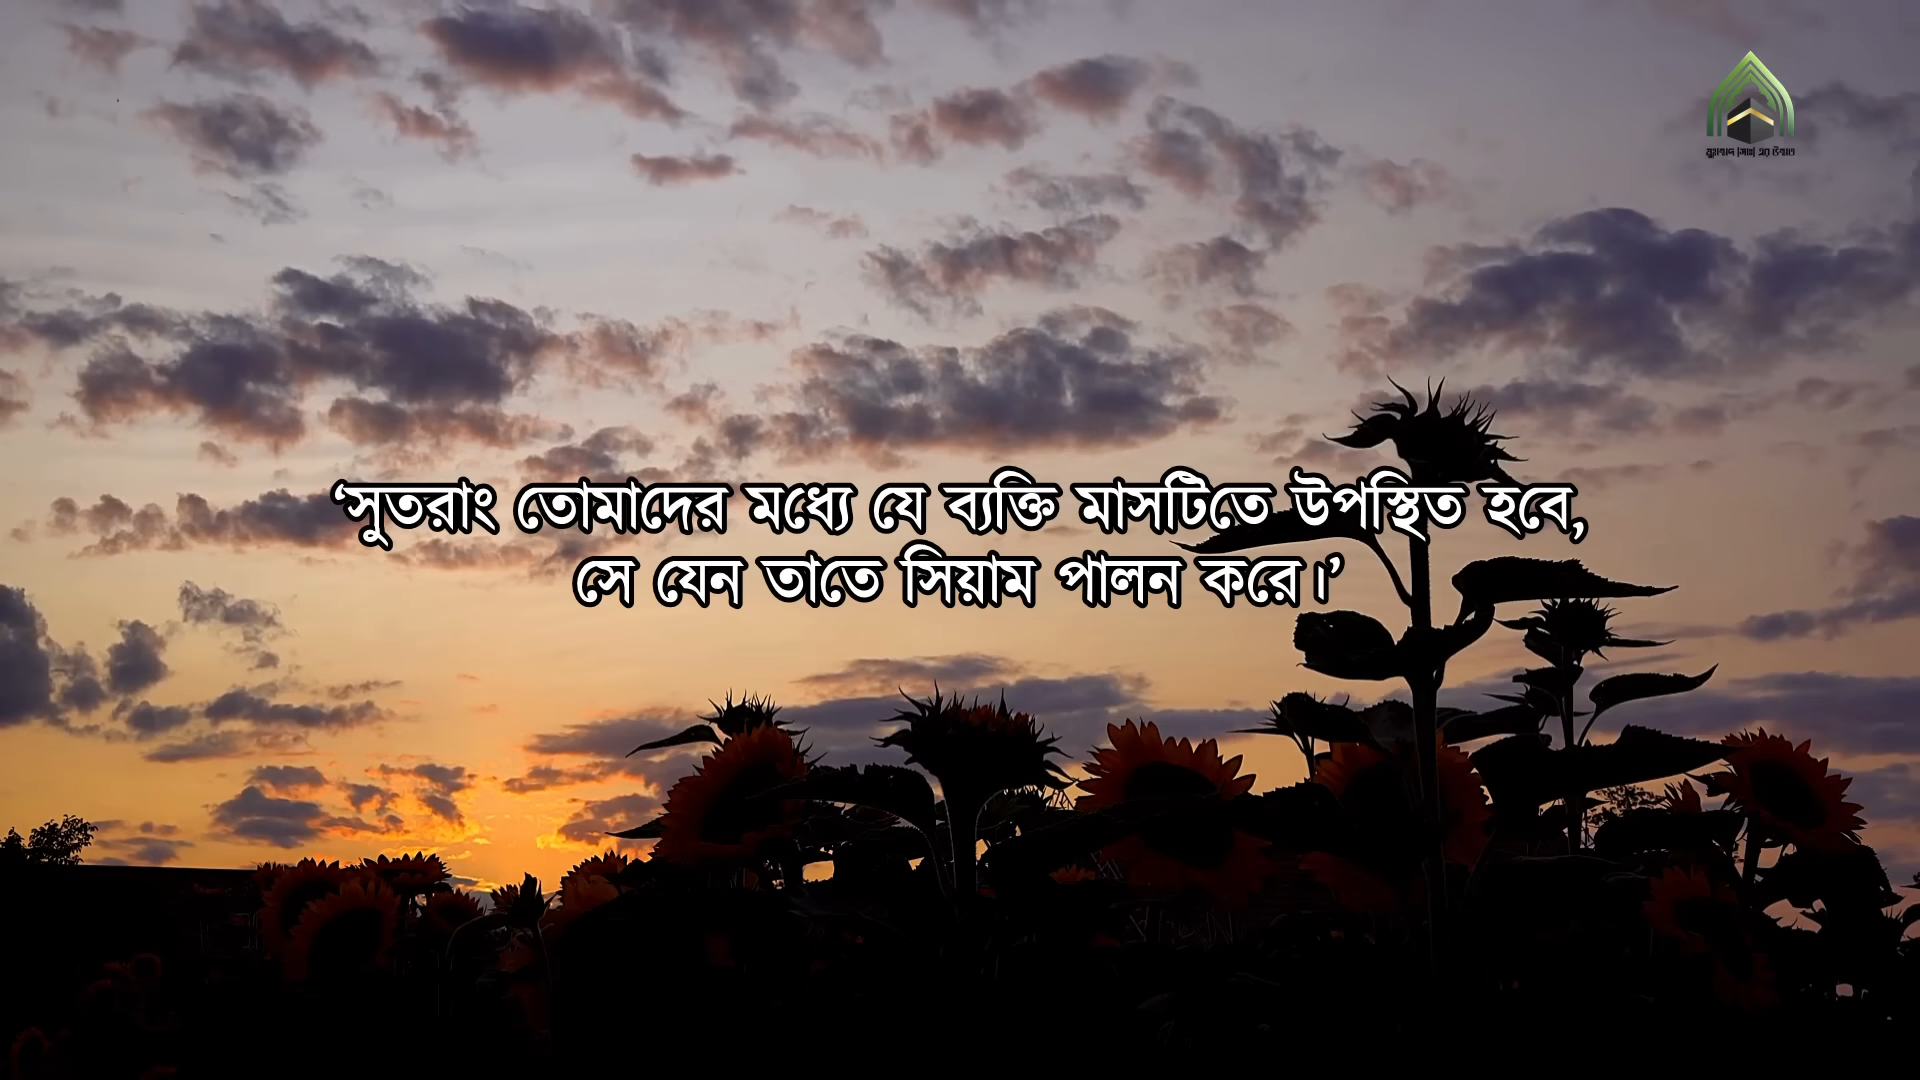 ‘সুতরাং তোমাদের মধ্যে যে ব্যক্তি মাসটিতে উপস্থিত হবে,
সে যেন তাতে সিয়াম পালন করে।’